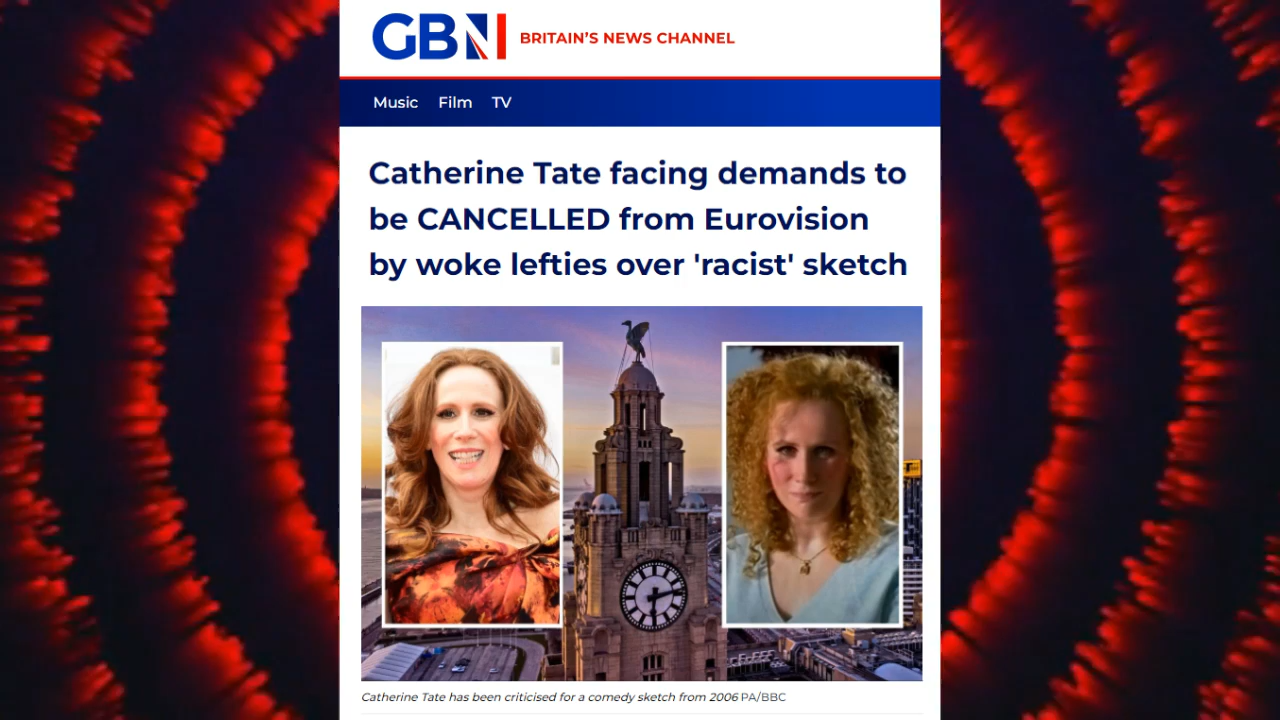 GBN BRITAIN'S NEWS CHANNEL
Music Film TV
Catherine Tate facing demands to
be CANCELLED from Eurovision
by woke lefties over 'racist' sketch
Catherine Tate has been criticised for a comedy sketch from 2006 PA/BBC